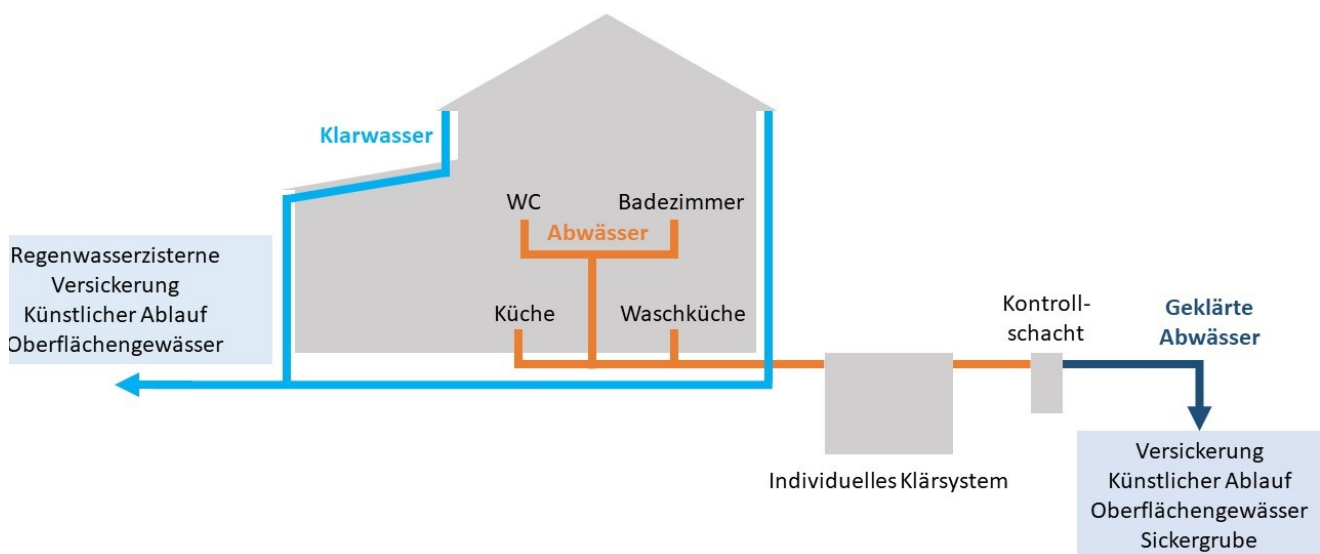 Klarwasser
WC
Badezimmer
Abwässer
Regenwasserzisterne
Versickerung
Künstlicher Ablauf
Oberflächengewässer
Küche
Waschküche
Kontroll-
schacht
Geklärte
Abwässer
Individuelles Klärsystem
Versickerung
Künstlicher Ablauf
Oberflächengewässer
Sickergrube